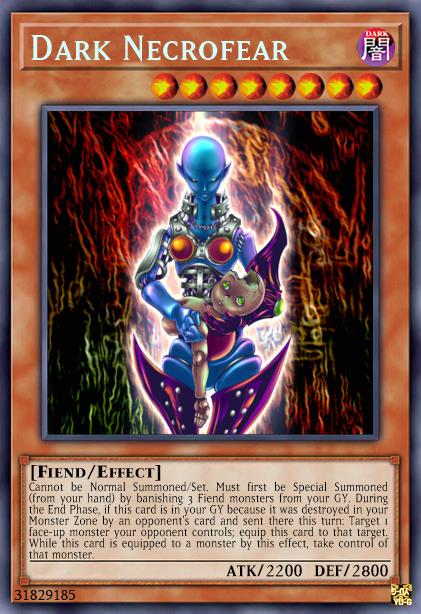 Dark Necrofear
DARK
闇
[Fiend/Effect]
Cannot be Normal Summoned/Set. Must first be Special Summoned
(from your hand) by banishing 3 Fiend monsters from your GY. During
the End Phase, if this card is in your GY because it was destroyed in your
Monster Zone by an opponent's card and sent there this turn: Target 1
face-up monster your opponent controls; equip this card to that target.
While this card is equipped to a monster by this effect, take control of
that monster.
ATK/2200 DEF/2800
31829185